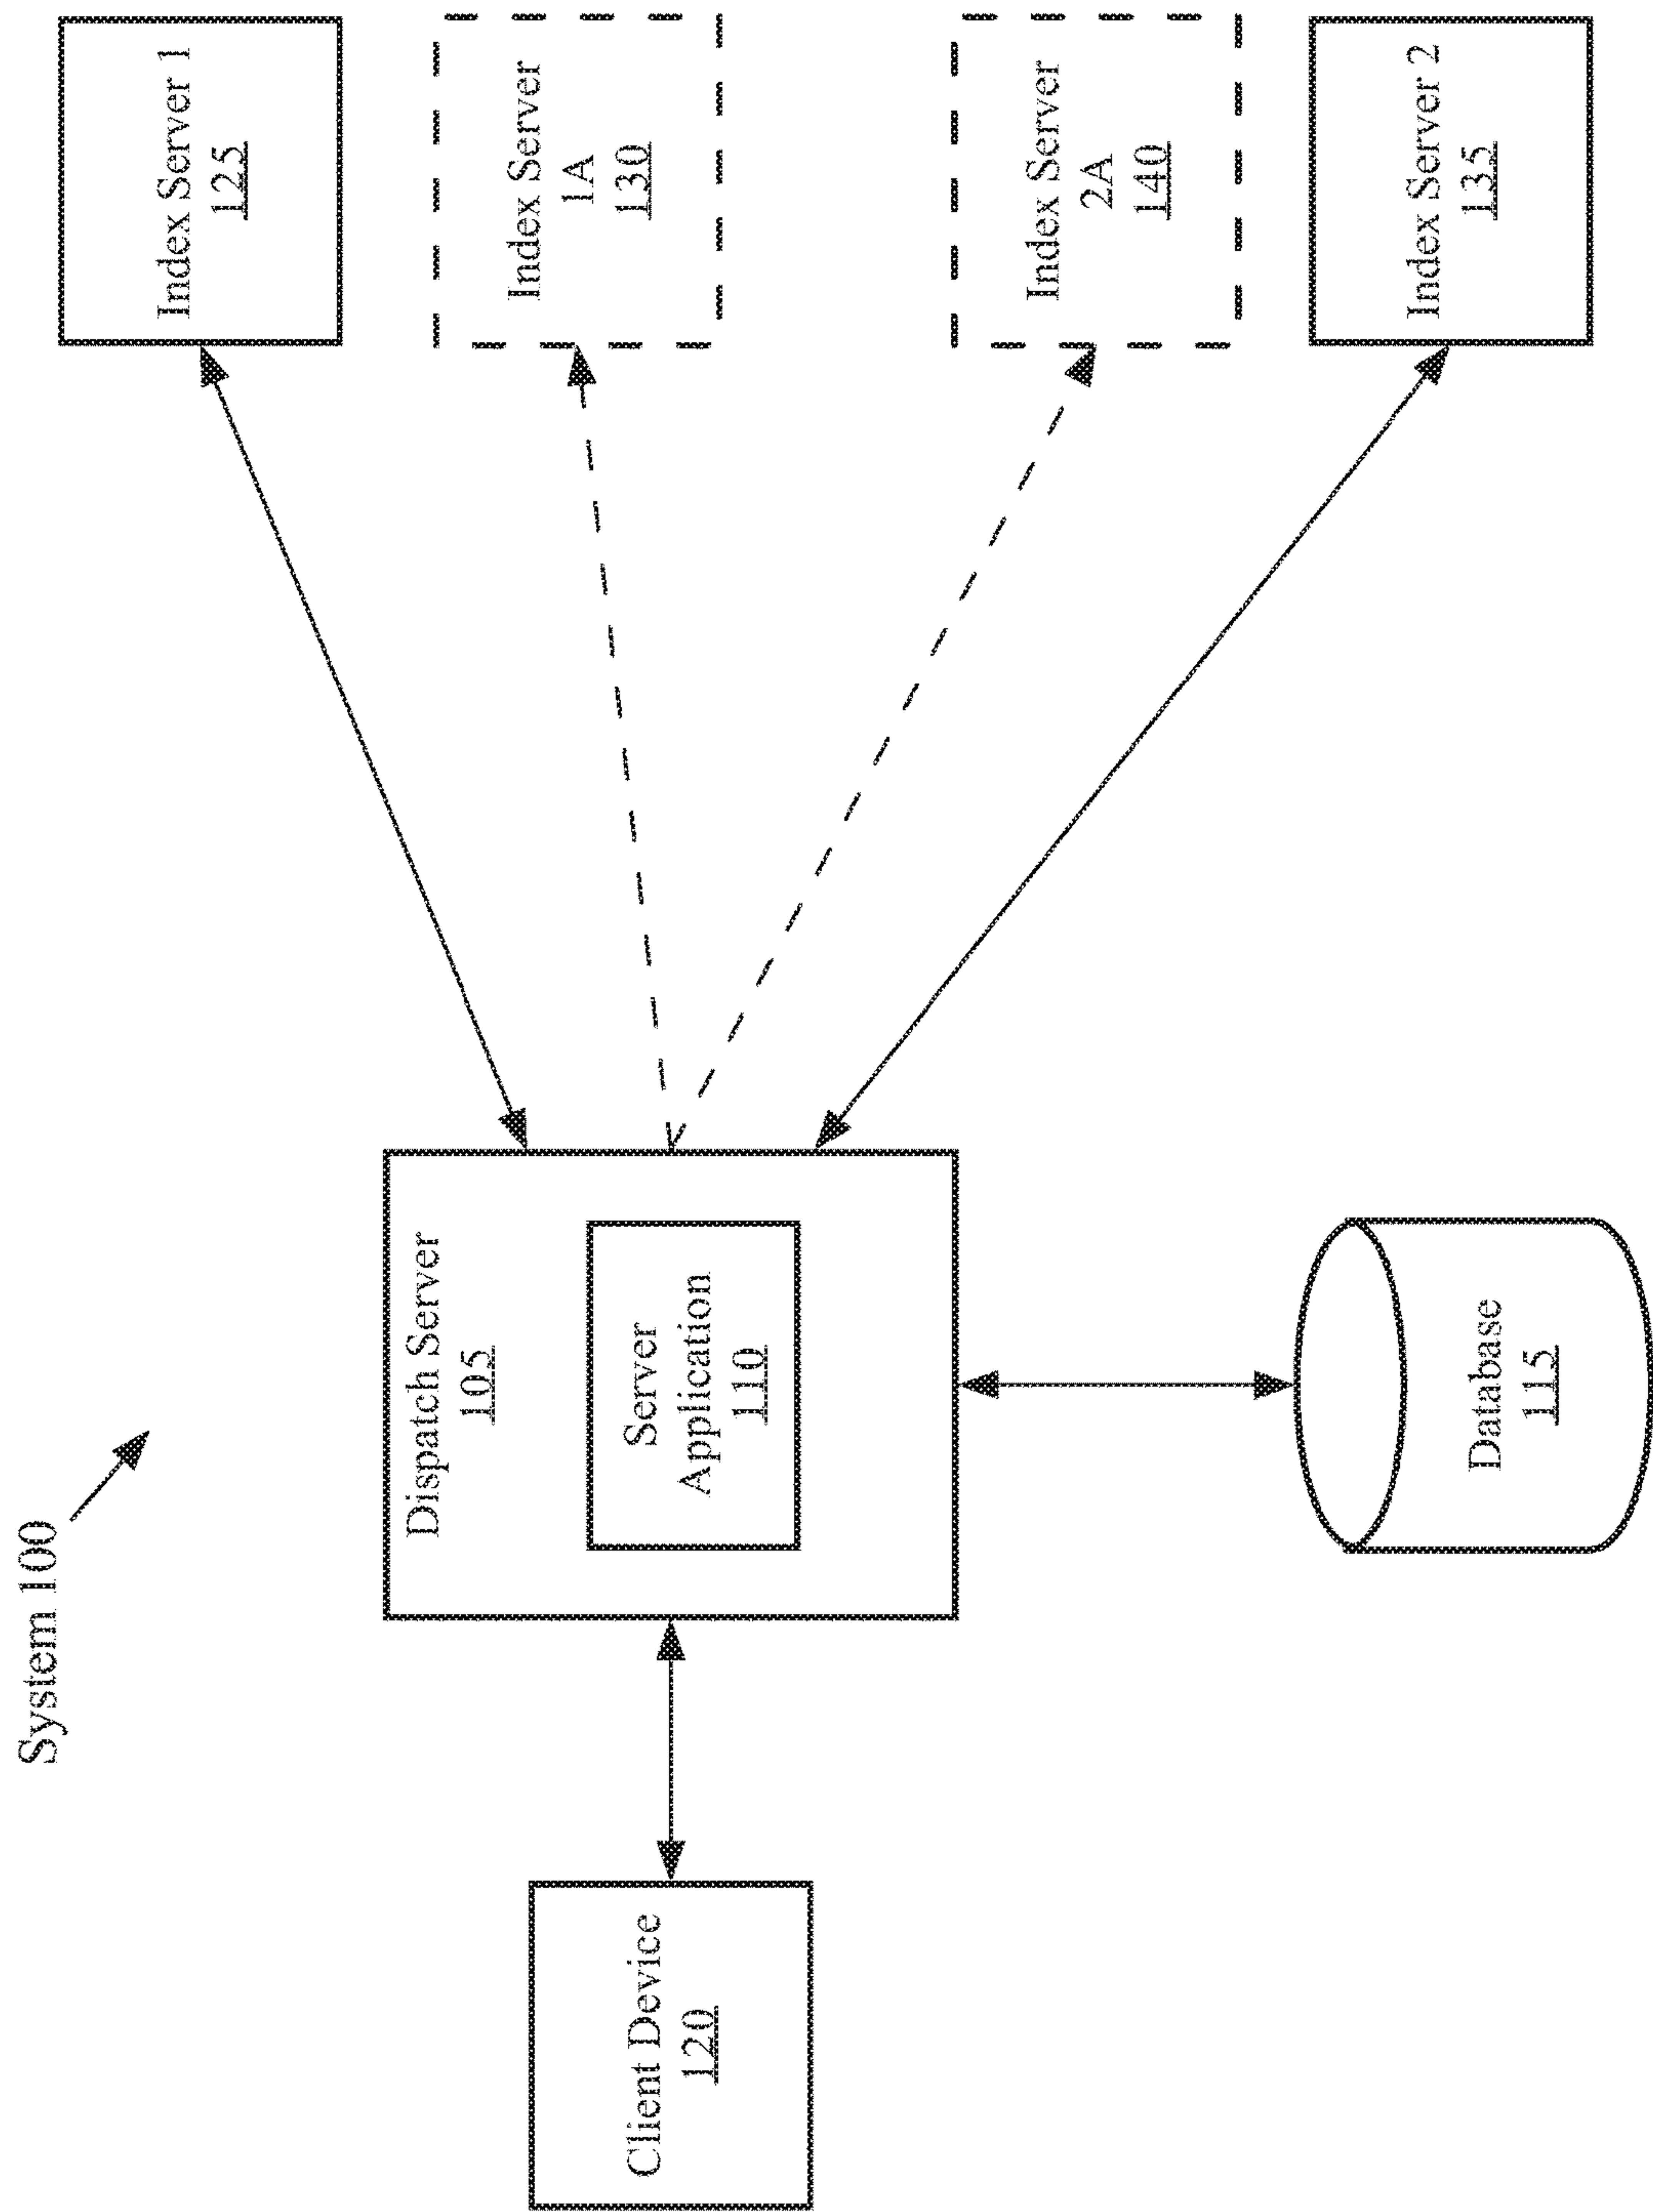 System 100
Client Device
120
Dispatch Server
105
Server
Application
110
Database
115
Index Server 1
125
Index Server
1A
130
Index Server
2A
140
Index Server 2
135